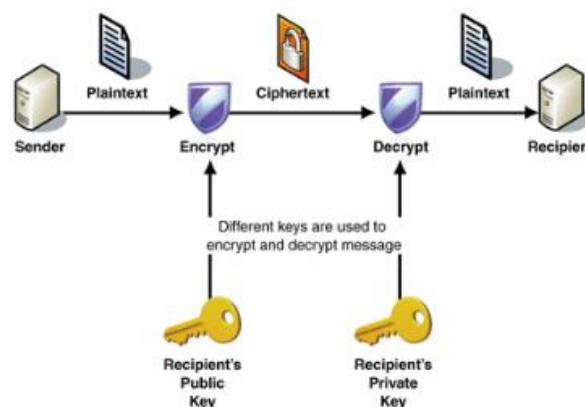 Plaintext
Ciphertext
Plaintext
Sender
Encrypt
Decrypt
Recipien
Different keys are used to
encrypt and decrypt message
Recipient's
Public
Key
Recipient's
Private
Key